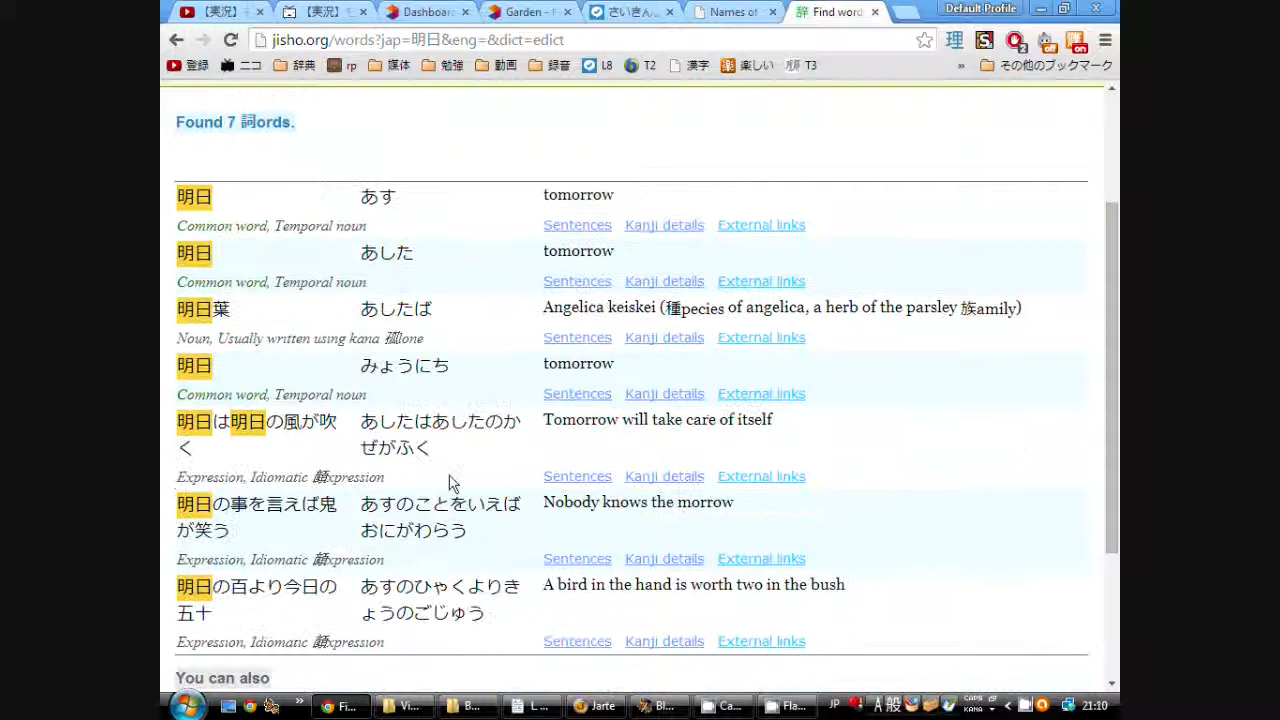 【実況】
【実況】モ
Dashboar
Garden - F
さいきん
Names of
Find word
Default Profile
jisho.org/words?jap=明日&eng=&dict=edict
登録 ニコ 辞典 rp 媒体 勉強 動画 録音 L8 T2 漢字 楽しい T3 » その他のブックマーク
Found 7 詞ords.
明日 あす tomorrow
Common word, Temporal noun Sentences Kanji details External links
明日 あした tomorrow
Common word, Temporal noun Sentences Kanji details External links
明日葉 あしたば Angelica keiskei (種pecies of angelica, a herb of the parsley 族amily)
Noun, Usually written using kana 孤lone Sentences Kanji details External links
明日 みょうにち tomorrow
Common word, Temporal noun Sentences Kanji details External links
明日は明日の風が吹 あしたはあしたのか Tomorrow will take care of itself
く ぜがふく
Expression, Idiomatic 顔xpression Sentences Kanji details External links
明日の事を言えば鬼 あすのことをいえば Nobody knows the morrow
が笑う おにがわらう
Expression, Idiomatic 顔xpression Sentences Kanji details External links
明日の百より今日の あすのひゃくよりき A bird in the hand is worth two in the bush
五十 ょうのごじゅう
Expression, Idiomatic 顔xpression Sentences Kanji details External links
You can also
Fi... Vi... B... L... Jarte Bl... Ca... Fla... JP A 般 CAPS KANA 21:10